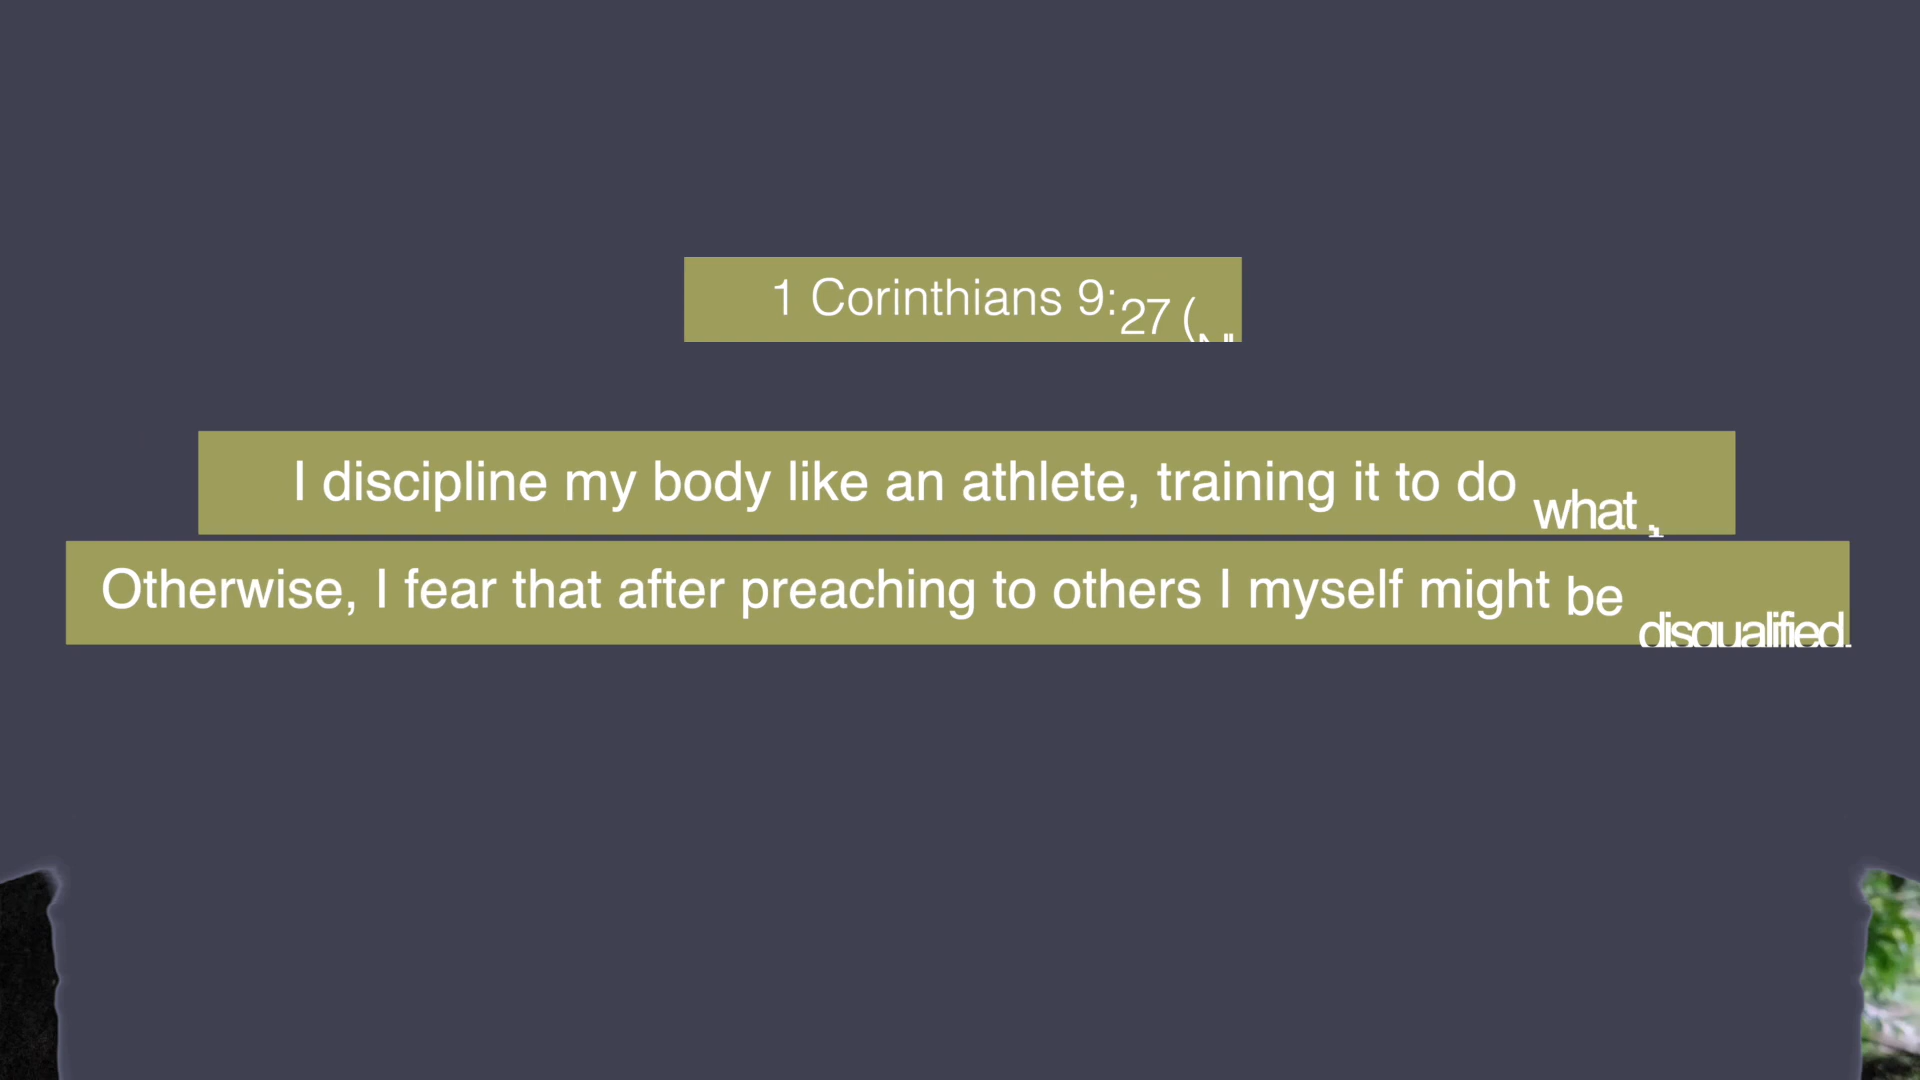 1 Corinthians 9:27 (
I discipline my body like an athlete, training it to do what
Otherwise, I fear that after preaching to others I myself might be disqualified.